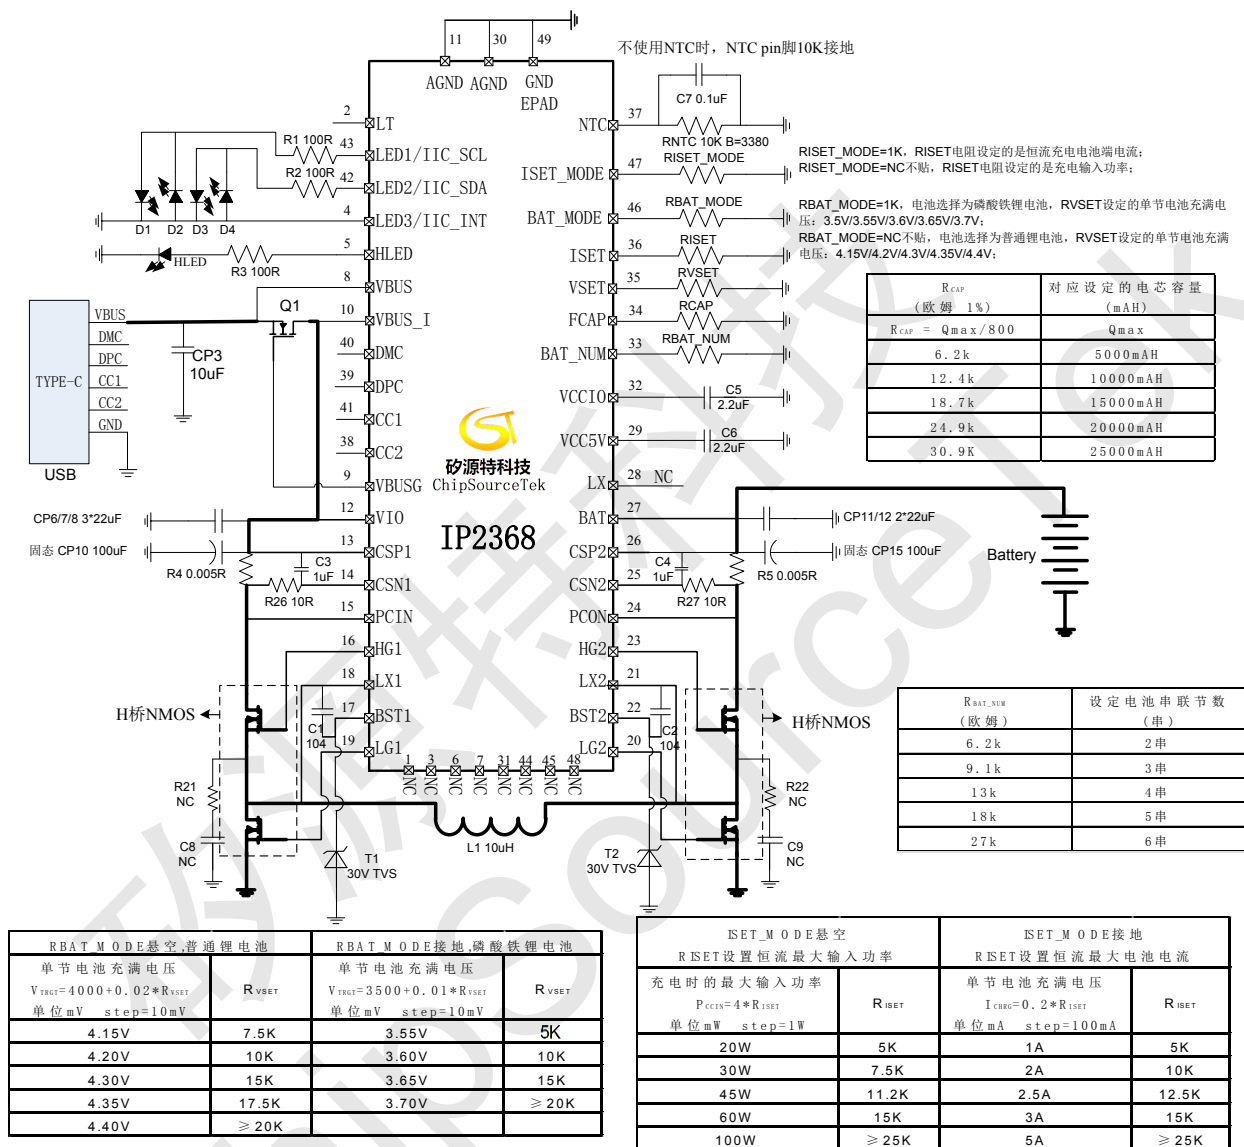 11
30
49
AGND AGND
GND
EPAD
不使用NTC时，NTC pin脚10K接地
C7 0.1uF
37
NTC
RNTC 10K B=3380
2
LT
R1 100R
43
LED1/IIC_SCL
R2 100R
42
LED2/IIC_SDA
4
LED3/IIC_INT
D1
D2
D3
D4
5
HLED
HLED
R3 100R
8
VBUS
Q1
10
VBUS_I
40
DMC
39
DPC
41
CC1
38
CC2
9
VBUSG
12
VIO
13
CSP1
14
CSN1
15
PCIN
16
HG1
18
LX1
17
BST1
19
LG1
TYPE-C
VBUS
DMC
DPC
CC1
CC2
GND
USB
CP3
10uF
CP6/7/8 3*22uF
固态 CP10 100uF
R4 0.005R
C3
1uF
R26 10R
H桥NMOS
C1
104
R21
NC
C8
NC
T1
30V TVS
L1 10uH
1
NC
3
NC
6
NC
7
NC
31
NC
44
NC
45
NC
48
NC
矽源特科技
ChipSourceTek
IP2368
47
ISET_MODE
RISET_MODE
RISET_MODE=1K，RISET电阻设定的是恒流充电电池端电流；
RISET_MODE=NC不贴，RISET电阻设定的是充电输入功率；
46
BAT_MODE
RBAT_MODE
RBAT_MODE=1K，电池选择为磷酸铁锂电池，RVSET设定的单节电池充满电
压：3.5V/3.55V/3.6V/3.65V/3.7V；
RBAT_MODE=NC不贴，电池选择为普通锂电池，RVSET设定的单节电池充满
电压：4.15V/4.2V/4.3V/4.35V/4.4V；
36
ISET
RISET
35
VSET
RVSET
34
FCAP
RCAP
33
BAT_NUM
RBAT_NUM
32
VCCIO
C5
2.2uF
29
VCC5V
C6
2.2uF
28
LX
NC
27
BAT
CP11/12 2*22uF
26
CSP2
固态 CP15 100uF
25
CSN2
C4
1uF
R5 0.005R
R27 10R
24
PCON
23
HG2
21
LX2
22
BST2
20
LG2
Battery
H桥NMOS
C2
104
R22
NC
C9
NC
T2
30V TVS
RCAP 对应设定的电芯容量
(欧姆 1%) (mAH)
RCAP = Qmax/800 Qmax
6.2k 5000mAH
12.4k 10000mAH
18.7k 15000mAH
24.9k 20000mAH
30.9K 25000mAH
RBAT_NUM 设定电池串联节数
(欧姆) (串)
6.2k 2串
9.1k 3串
13k 4串
18k 5串
27k 6串
RBAT_MODE悬空,普通锂电池 RBAT_MODE接地,磷酸铁锂电池
单节电池充满电压 单节电池充满电压
VTRGT=4000+0.02*RVSET RVSET VTRGT=3500+0.01*RVSET RVSET
单位mV step=10mV 单位mV step=10mV
4.15V 7.5K 3.55V 5K
4.20V 10K 3.60V 10K
4.30V 15K 3.65V 15K
4.35V 17.5K 3.70V ≥20K
4.40V ≥20K
ISET_MODE悬空 ISET_MODE接地
RISET设置恒流最大输入功率 RISET设置恒流最大电池电流
充电时的最大输入功率 单节电池充满电压
PCCIN=4*RISET RISET ICHRG=0.2*RISET RISET
单位mW step=1W 单位mA step=100mA
20W 5K 1A 5K
30W 7.5K 2A 10K
45W 11.2K 2.5A 12.5K
60W 15K 3A 15K
100W ≥25K 5A ≥25K
矽源特科技
ChipSourceTek